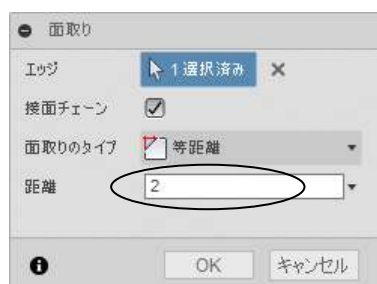 面取り
エッジ 1 選択済み
接面チェーン
面取りのタイプ 等距離
距離 2
OK キャンセル